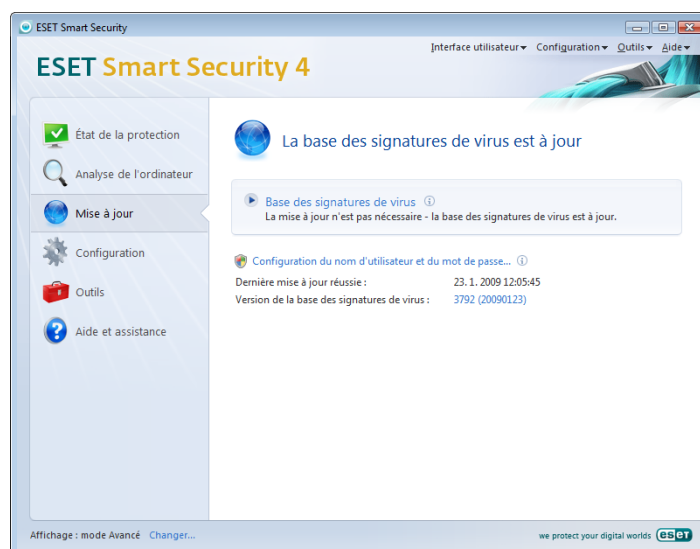 ESET Smart Security
Interface utilisateur Configuration Outils Aide
ESET Smart Security 4
État de la protection
Analyse de l'ordinateur
Mise à jour
Configuration
Outils
Aide et assistance
La base des signatures de virus est à jour
Base des signatures de virus
La mise à jour n'est pas nécessaire - la base des signatures de virus est à jour.
Configuration du nom d'utilisateur et du mot de passe...
Dernière mise à jour réussie : 23. 1. 2009 12:05:45
Version de la base des signatures de virus : 3792 (20090123)
Affichage : mode Avancé Changer...
we protect your digital worlds eset